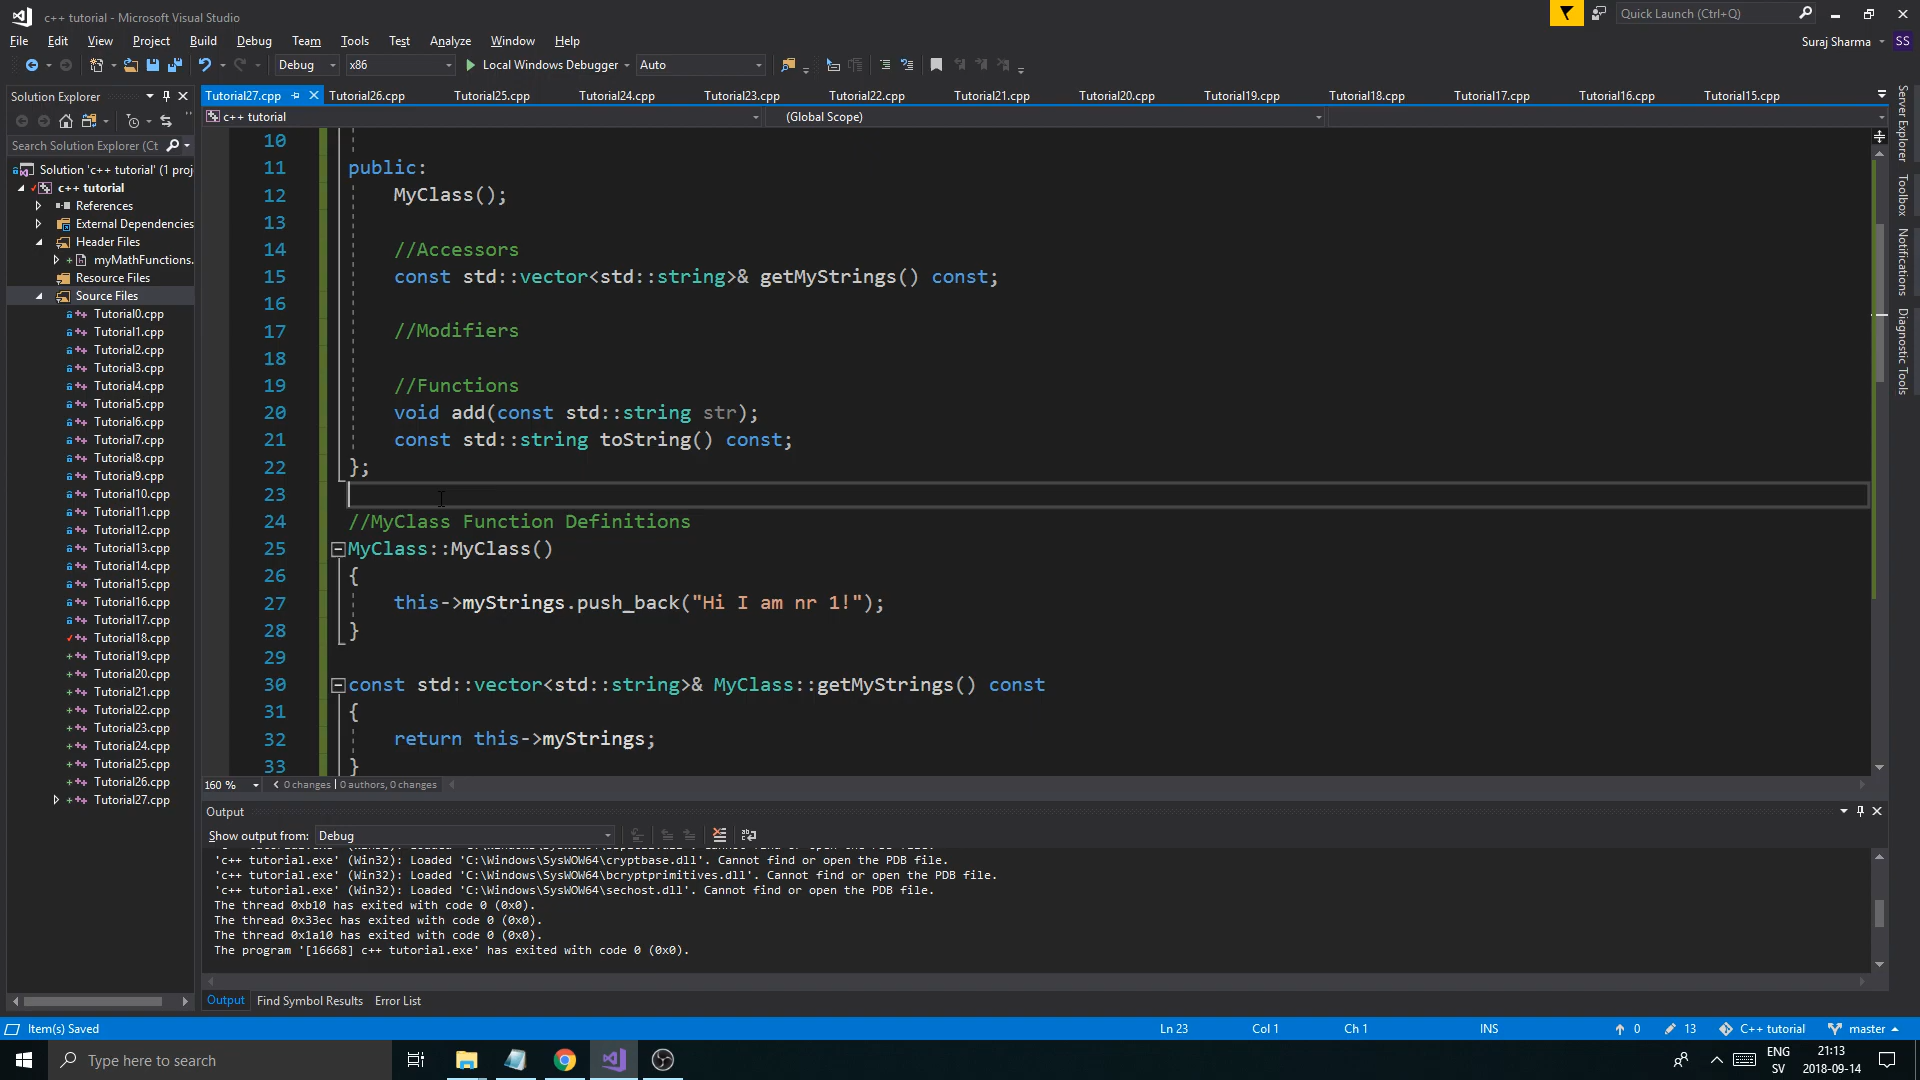 c++ tutorial - Microsoft Visual Studio
Quick Launch (Ctrl+Q)
File Edit View Project Build Debug Team Tools Test Analyze Window Help
Suraj Sharma SS
Debug x86 Local Windows Debugger Auto
Solution Explorer
Tutorial27.cpp Tutorial26.cpp Tutorial25.cpp Tutorial24.cpp Tutorial23.cpp Tutorial22.cpp Tutorial21.cpp Tutorial20.cpp Tutorial19.cpp Tutorial18.cpp Tutorial17.cpp Tutorial16.cpp Tutorial15.cpp
c++ tutorial (Global Scope)
Search Solution Explorer (Ct
Solution 'c++ tutorial' (1 proj
c++ tutorial
References
External Dependencies
Header Files
myMathFunctions.
Resource Files
Source Files
Tutorial0.cpp
Tutorial1.cpp
Tutorial2.cpp
Tutorial3.cpp
Tutorial4.cpp
Tutorial5.cpp
Tutorial6.cpp
Tutorial7.cpp
Tutorial8.cpp
Tutorial9.cpp
Tutorial10.cpp
Tutorial11.cpp
Tutorial12.cpp
Tutorial13.cpp
Tutorial14.cpp
Tutorial15.cpp
Tutorial16.cpp
Tutorial17.cpp
Tutorial18.cpp
Tutorial19.cpp
Tutorial20.cpp
Tutorial21.cpp
Tutorial22.cpp
Tutorial23.cpp
Tutorial24.cpp
Tutorial25.cpp
Tutorial26.cpp
Tutorial27.cpp
10
11 public:
12 MyClass();
13
14 //Accessors
15 const std::vector<std::string>& getMyStrings() const;
16
17 //Modifiers
18
19 //Functions
20 void add(const std::string str);
21 const std::string toString() const;
22 };
23
24 //MyClass Function Definitions
25 MyClass::MyClass()
26 {
27 this->myStrings.push_back("Hi I am nr 1!");
28 }
29
30 const std::vector<std::string>& MyClass::getMyStrings() const
31 {
32 return this->myStrings;
33 }
160 % 0 changes | 0 authors, 0 changes
Server Explorer
Toolbox
Notifications
Diagnostic Tools
Output
Show output from: Debug
'c++ tutorial.exe' (Win32): Loaded 'C:\Windows\SysWOW64\cryptbase.dll'. Cannot find or open the PDB file.
'c++ tutorial.exe' (Win32): Loaded 'C:\Windows\SysWOW64\bcryptprimitives.dll'. Cannot find or open the PDB file.
'c++ tutorial.exe' (Win32): Loaded 'C:\Windows\SysWOW64\sechost.dll'. Cannot find or open the PDB file.
The thread 0xb10 has exited with code 0 (0x0).
The thread 0x33ec has exited with code 0 (0x0).
The thread 0x1a10 has exited with code 0 (0x0).
The program '[16668] c++ tutorial.exe' has exited with code 0 (0x0).
Output Find Symbol Results Error List
Item(s) Saved Ln 23 Col 1 Ch 1 INS 0 13 C++ tutorial master
Type here to search
ENG
SV
21:13
2018-09-14